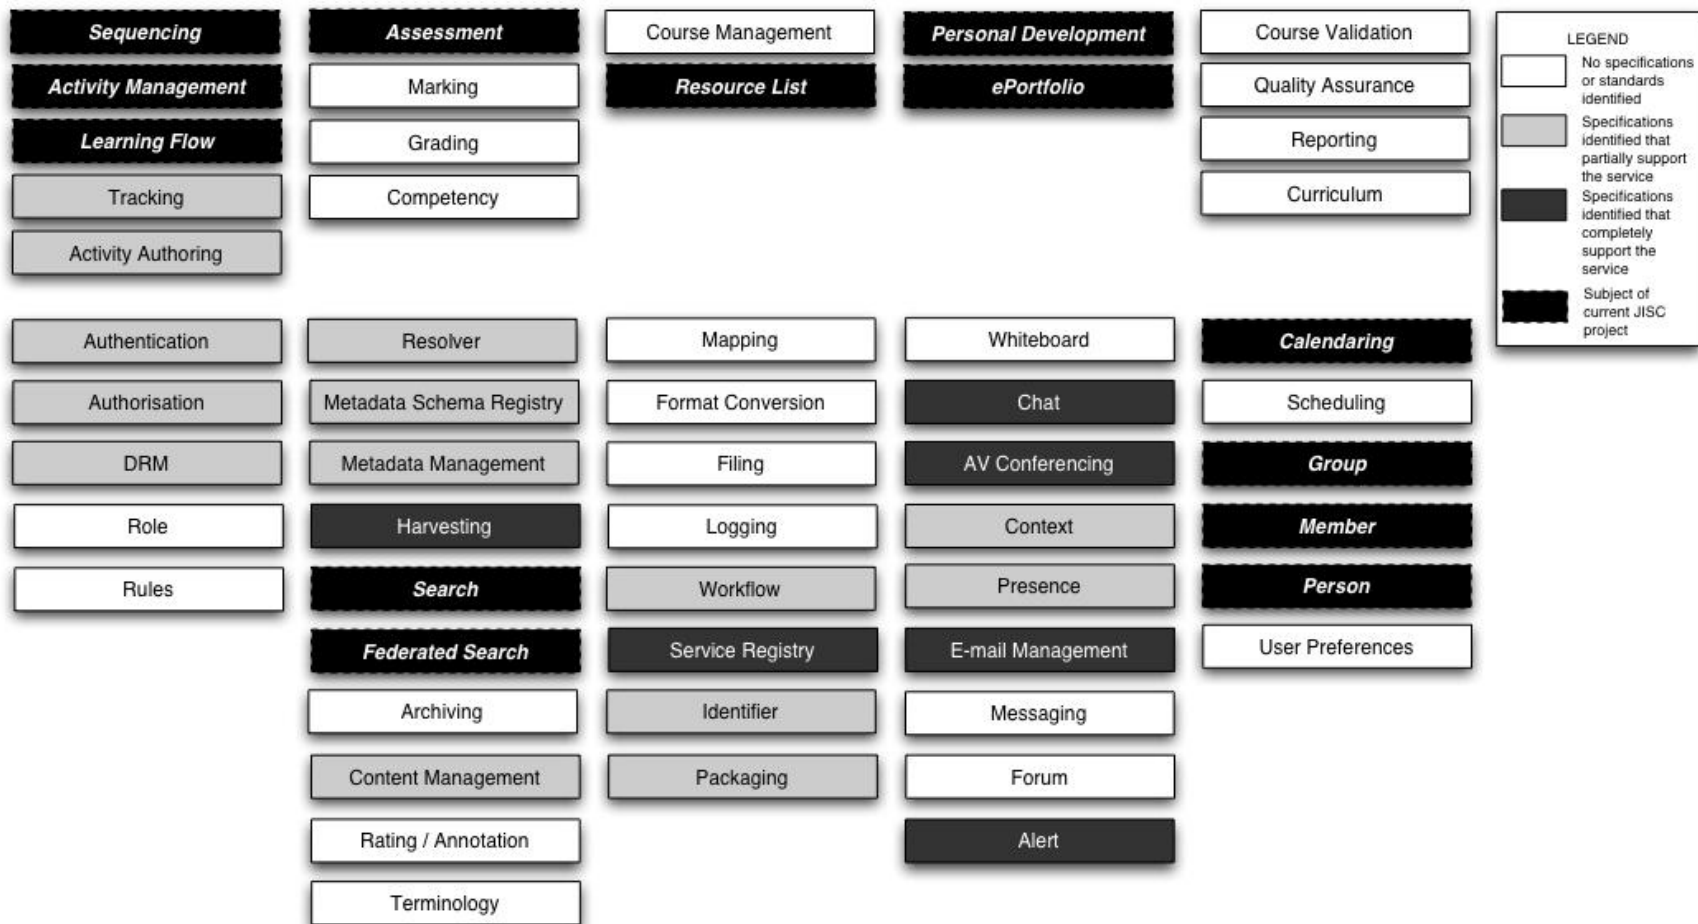 Sequencing
Assessment
Course Management
Personal Development
Course Validation
Activity Management
Marking
Resource List
ePortfolio
Quality Assurance
Learning Flow
Grading
Reporting
Tracking
Competency
Curriculum
Activity Authoring
LEGEND
No specifications
or standards
identified
Specifications
identified that
partially support
the service
Specifications
identified that
completely
support the
service
Subject of
current JISC
project
Authentication
Resolver
Mapping
Whiteboard
Calendaring
Authorisation
Metadata Schema Registry
Format Conversion
Chat
Scheduling
DRM
Metadata Management
Filing
AV Conferencing
Group
Role
Harvesting
Logging
Context
Member
Rules
Search
Workflow
Presence
Person
Federated Search
Service Registry
E-mail Management
User Preferences
Archiving
Identifier
Messaging
Content Management
Packaging
Forum
Rating / Annotation
Alert
Terminology